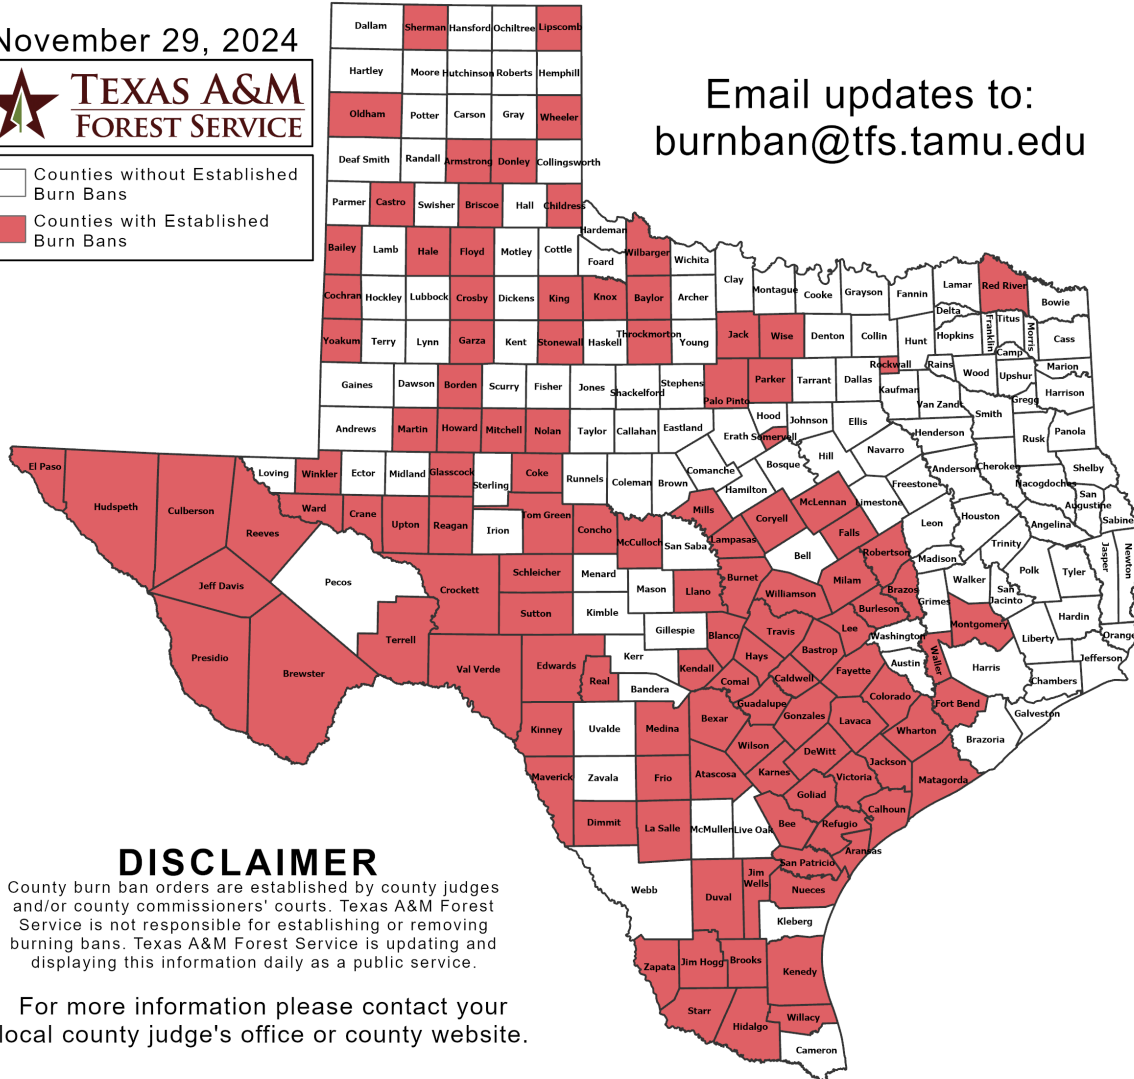 November 29, 2024
TEXAS A&M
FOREST SERVICE
Counties without Established
Burn Bans
Counties with Established
Burn Bans
Email updates to:
burnban@tfs.tamu.edu
Dallam
Sherman
Hansford
Ochiltree
Lipscomb
Hartley
Moore
Hutchinson
Roberts
Hemphill
Oldham
Potter
Carson
Gray
Wheeler
Deaf Smith
Randall
Armstrong
Donley
Collingsworth
Parmer
Castro
Swisher
Briscoe
Hall
Childress
Hardeman
Bailey
Lamb
Hale
Floyd
Motley
Cottle
Foard
Wilbarger
Wichita
Clay
Montague
Cooke
Grayson
Fannin
Lamar
Red River
Bowie
Cochran
Hockley
Lubbock
Crosby
Dickens
King
Knox
Baylor
Archer
Delta
Franklin
Titus
Morris
Cass
Yoakum
Terry
Lynn
Garza
Kent
Stonewall
Haskell
Throckmorton
Young
Jack
Wise
Denton
Collin
Hunt
Hopkins
Camp
Rockwall
Rains
Wood
Upshur
Marion
Gaines
Dawson
Borden
Scurry
Fisher
Jones
Shackelford
Stephens
Palo Pinto
Parker
Tarrant
Dallas
Kaufman
Van Zandt
Smith
Gregg
Harrison
Andrews
Martin
Howard
Mitchell
Nolan
Taylor
Callahan
Eastland
Erath
Hood
Somervell
Johnson
Ellis
Henderson
Rusk
Panola
El Paso
Hudspeth
Culberson
Reeves
Loving
Winkler
Ector
Midland
Glasscock
Sterling
Coke
Runnels
Coleman
Brown
Comanche
Hamilton
Bosque
Hill
Navarro
Freestone
Anderson
Cherokee
Nacogdoches
Shelby
San
Augustine
Sabine
Ward
Crane
Upton
Reagan
Irion
Tom Green
Concho
McCulloch
San Saba
Mills
Lampasas
Coryell
McLennan
Limestone
Falls
Leon
Houston
Angelina
Trinity
Jasper
Newton
Jeff Davis
Pecos
Crockett
Schleicher
Menard
Mason
Llano
Burnet
Bell
Williamson
Milam
Robertson
Brazos
Madison
Grimes
Walker
San
Jacinto
Polk
Tyler
Hardin
Presidio
Brewster
Terrell
Val Verde
Sutton
Kimble
Gillespie
Blanco
Travis
Lee
Burleson
Washington
Montgomery
Liberty
Orange
Jefferson
Edwards
Real
Kerr
Bandera
Kendall
Hays
Comal
Caldwell
Bastrop
Fayette
Austin
Waller
Harris
Chambers
Kinney
Uvalde
Medina
Bexar
Guadalupe
Gonzales
Lavaca
Colorado
Wharton
Fort Bend
Brazoria
Galveston
Maverick
Zavala
Frio
Atascosa
Wilson
Karnes
DeWitt
Victoria
Jackson
Matagorda
Dimmit
La Salle
McMullen
Live Oak
Bee
Goliad
Refugio
Calhoun
Aransas
Webb
Duval
Jim
Wells
San Patricio
Nueces
Kleberg
Zapata
Jim Hogg
Brooks
Kenedy
Starr
Hidalgo
Willacy
Cameron
DISCLAIMER
County burn ban orders are established by county judges
and/or county commissioners' courts. Texas A&M Forest
Service is not responsible for establishing or removing
burning bans. Texas A&M Forest Service is updating and
displaying this information daily as a public service.
For more information please contact your
local county judge's office or county website.